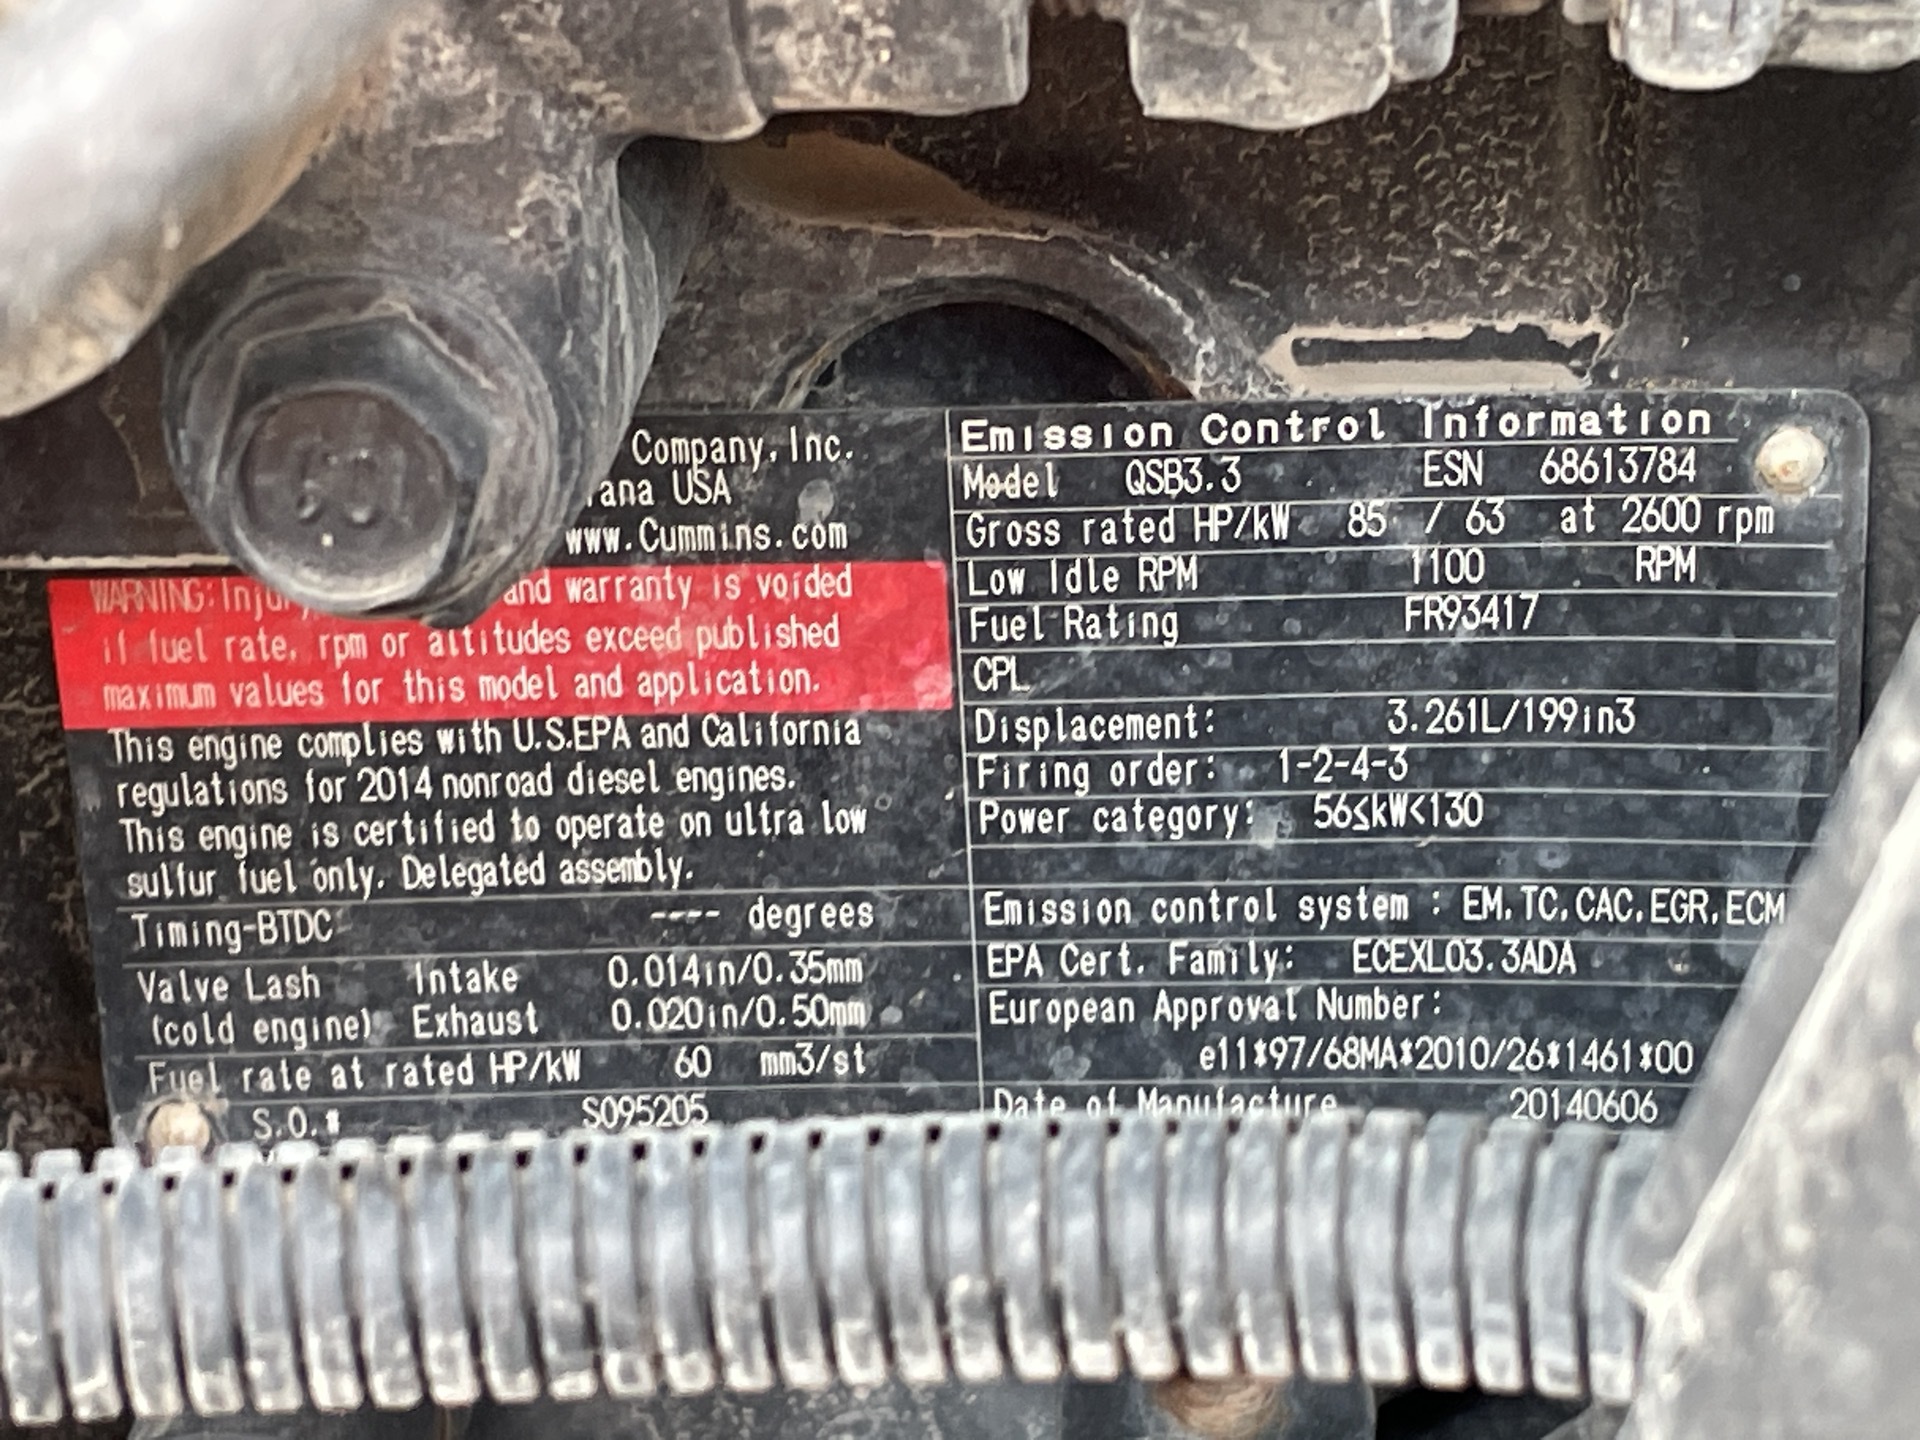 Company, Inc.
USA
www.Cummins.com
WARNING: and warranty is voided
if fuel rate, rpm or altitudes exceed published
maximum values for this model and application.
This engine complies with U.S.EPA and California
regulations for 2014 nonroad diesel engines.
This engine is certified to operate on ultra low
sulfur fuel only. Delegated assembly.
Timing-BTDC ---- degrees
Valve Lash Intake 0.014in/0.35mm
(cold engine) Exhaust 0.020in/0.50mm
Fuel rate at rated HP/kW 60 mm3/st
S.O.# S095205
Emission Control Information
Model QSB3.3 ESN 68613784
Gross rated HP/kW 85 / 63 at 2600 rpm
Low Idle RPM 1100 RPM
Fuel Rating FR93417
CPL
Displacement: 3.261L/199in3
Firing order: 1-2-4-3
Power category: 56≤kW<130
Emission control system : EM, TC, CAC, EGR, ECM
EPA Cert. Family: ECEXL03.3ADA
European Approval Number:
e11*97/68MA*2010/26*1461*00
Date of Manufacture 20140606